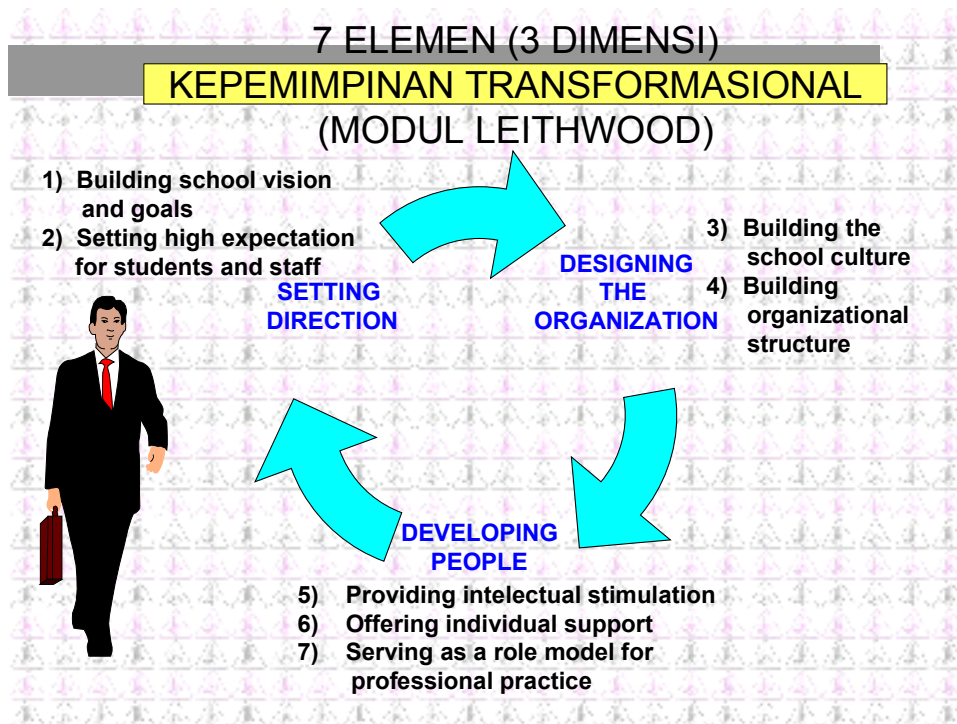 7 ELEMEN (3 DIMENSI)
KEPEMIMPINAN TRANSFORMASIONAL
(MODUL LEITHWOOD)
1) Building school vision
and goals
2) Setting high expectation
for students and staff
SETTING
DIRECTION
DESIGNING
THE
ORGANIZATION
3) Building the
school culture
4) Building
organizational
structure
DEVELOPING
PEOPLE
5) Providing intelectual stimulation
6) Offering individual support
7) Serving as a role model for
professional practice